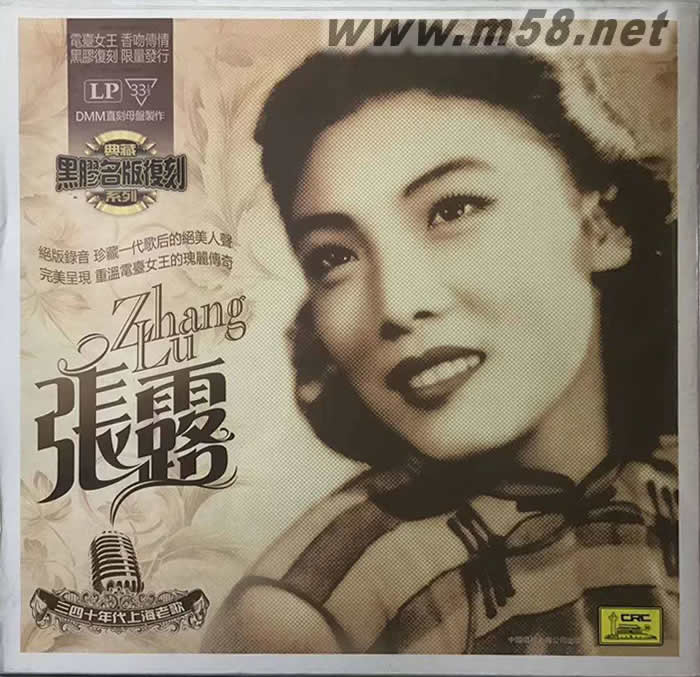 www.m58.net
電臺女王 香吻傳情
黑膠復刻 限量發行
LP 33
DMM直刻母盤製作
典藏
黑膠名版復刻
系列
絕版錄音 珍藏一代歌后的絕美人聲
完美呈現 重溫電臺女王的瑰麗傳奇
Zhang
Lu
張露
三四十年代上海老歌
CRC